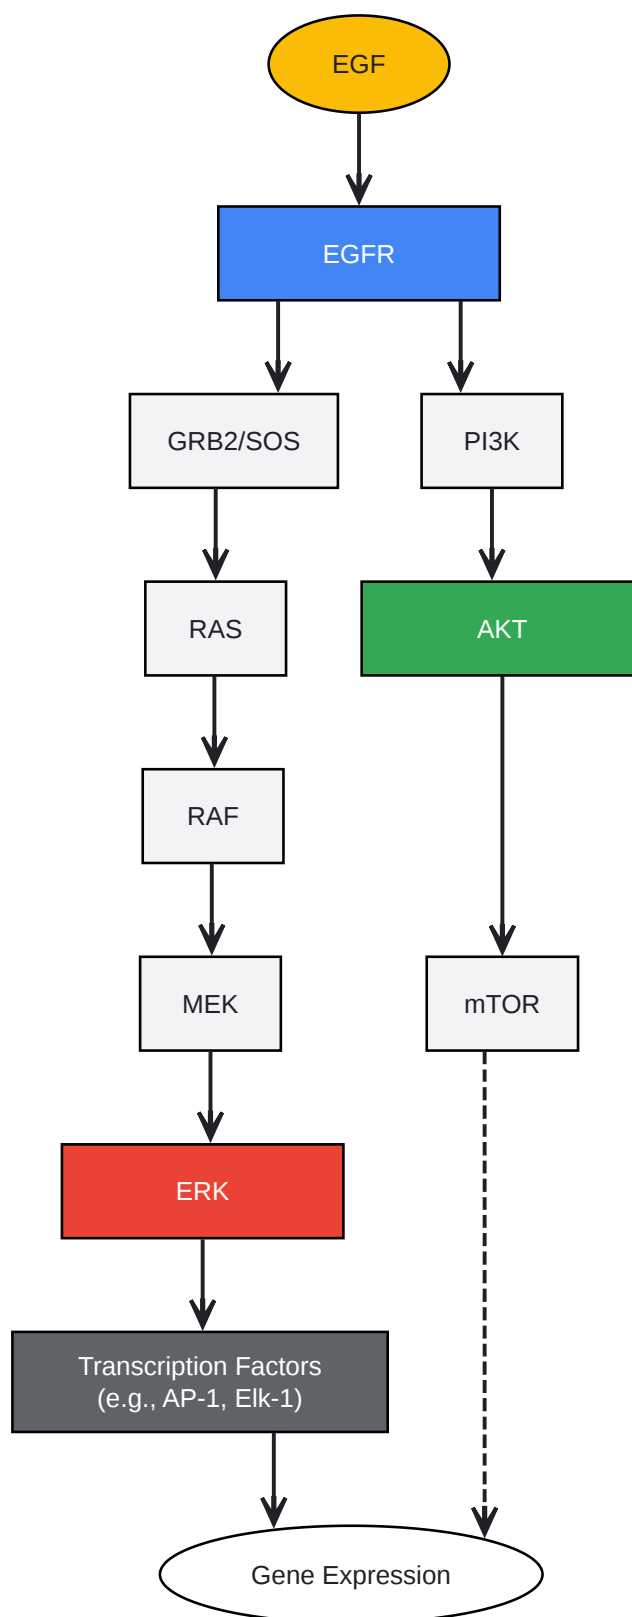 EGF
EGFR
GRB2/SOS
PI3K
RAS
AKT
RAF
MEK
mTOR
ERK
Transcription Factors
(e.g., AP-1, Elk-1)
Gene Expression